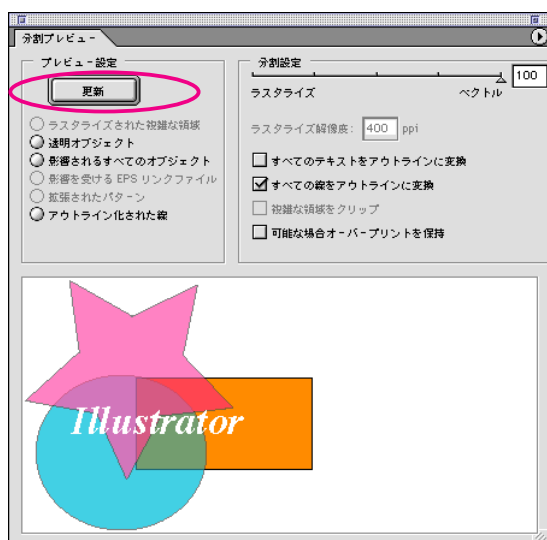 分割プレビュー
プレビュー設定
更新
ラスタライズされた複雑な領域
透明オブジェクト
影響されるすべてのオブジェクト
影響を受ける EPS リンクファイル
拡張されたパターン
アウトライン化された線
分割設定
100
ラスタライズ ベクトル
ラスタライズ解像度: 400 ppi
すべてのテキストをアウトラインに変換
すべての線をアウトラインに変換
複雑な領域をクリップ
可能な場合オーバープリントを保持
Illustrator